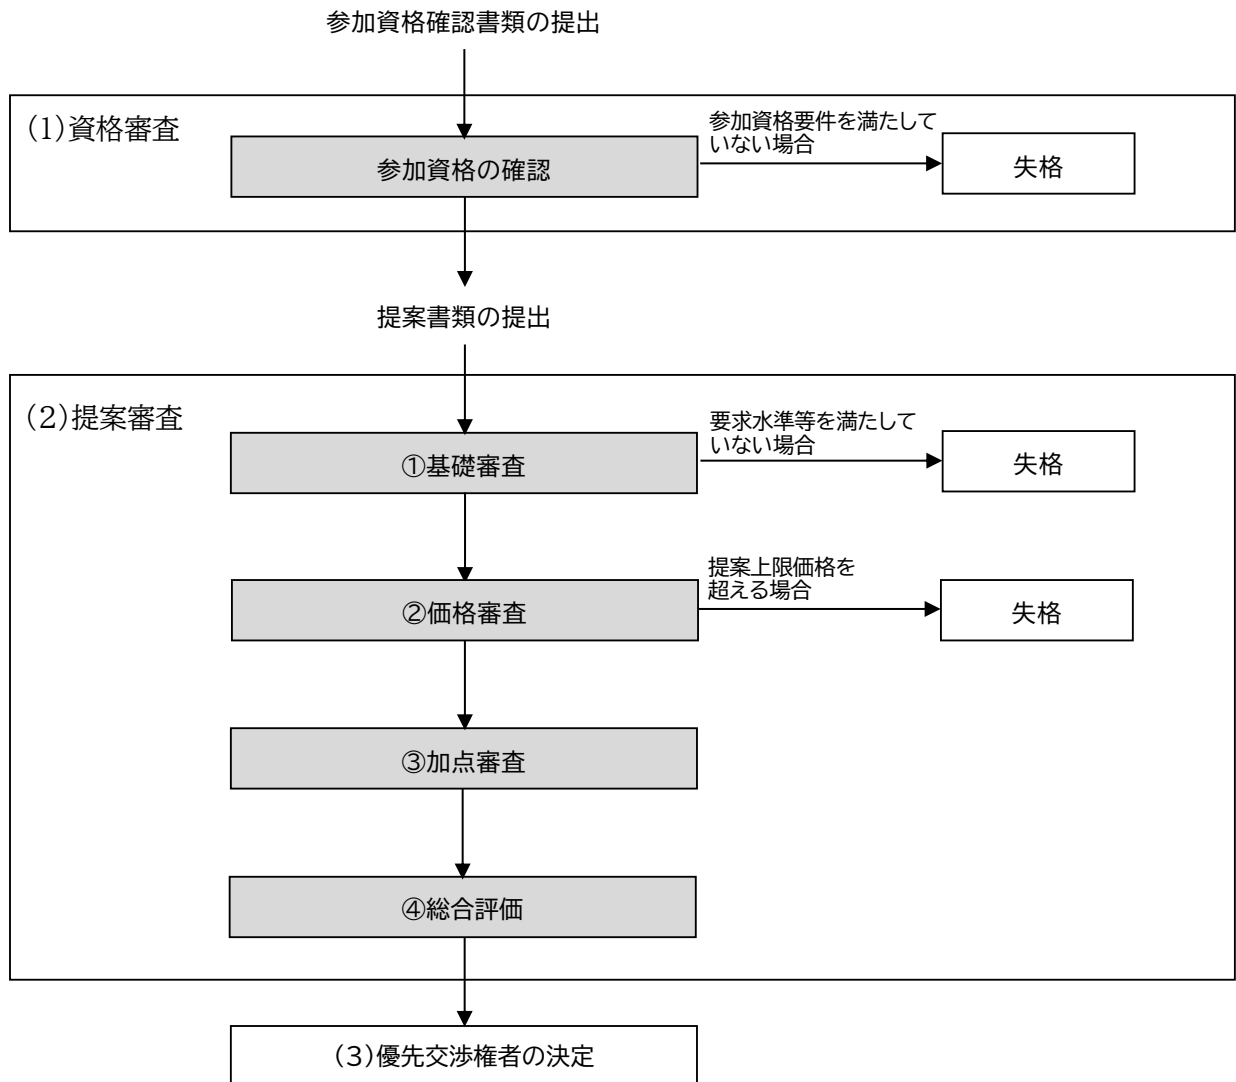 参加資格確認書類の提出
(1)資格審査
参加資格要件を満たして
いない場合
参加資格の確認
失格
提案書類の提出
(2)提案審査
要求水準等を満たして
いない場合
①基礎審査
失格
提案上限価格を
超える場合
②価格審査
失格
③加点審査
④総合評価
(3)優先交渉権者の決定